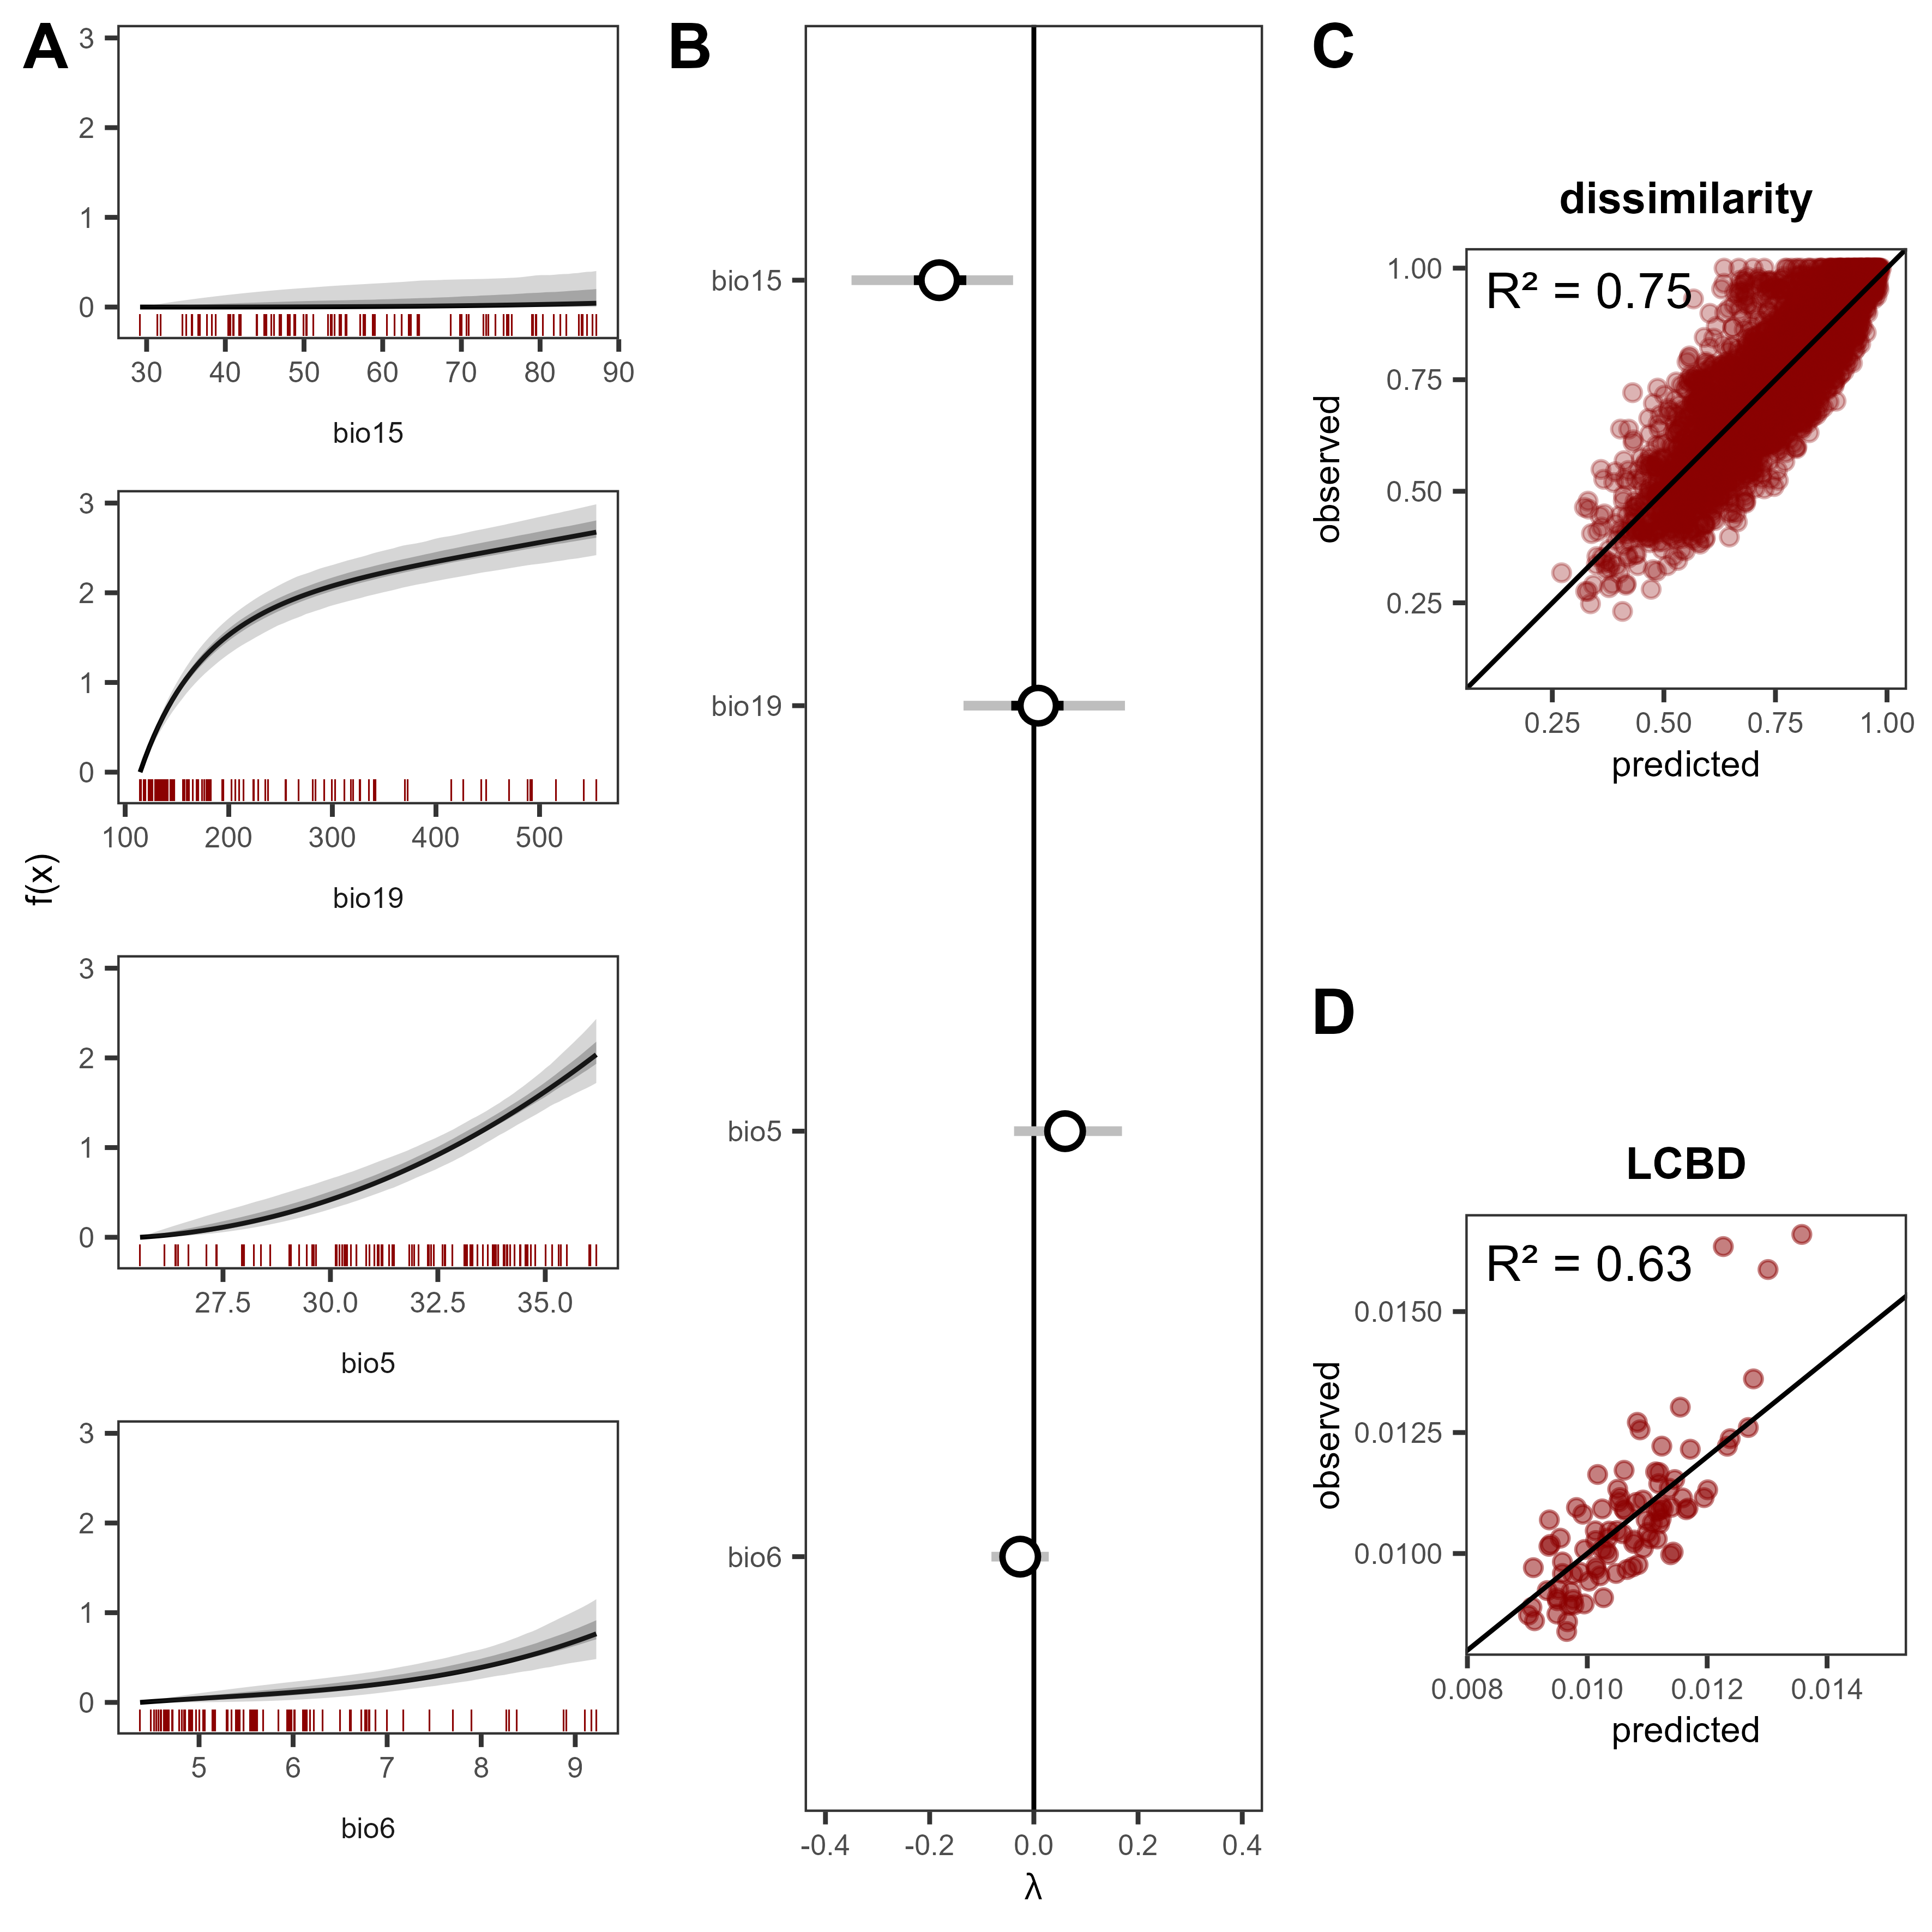 A
3
2
1
0
30 40 50 60 70 80 90
bio15
3
2
1
0
100 200 300 400 500
bio19
f(x)
3
2
1
0
27.5 30.0 32.5 35.0
bio5
3
2
1
0
5 6 7 8 9
bio6
B
bio15
bio19
bio5
bio6
-0.4 -0.2 0.0 0.2 0.4
λ
C
dissimilarity
R² = 0.75
1.00
0.75
0.50
0.25
observed
0.25 0.50 0.75 1.00
predicted
D
LCBD
R² = 0.63
0.0150
0.0125
0.0100
observed
0.008 0.010 0.012 0.014
predicted